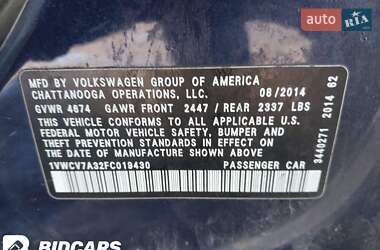 auto RIA
MFD BY VOLKSWAGEN GROUP OF AMERICA
CHATTANOOGA OPERATIONS, LLC. 08/2014
GVWR 4674 GAWR FRONT 2447 / REAR 2337 LBS
THIS VEHICLE CONFORMS TO ALL APPLICABLE U.S.
FEDERAL MOTOR VEHICLE SAFETY, BUMPER AND
THEFT PREVENTION STANDARDS IN EFFECT ON THE
DATE OF MANUFACTURE SHOWN ABOVE.
1VWCV7A32FC019430 PASSENGER CAR
3440271 2014 62
BIDCARS